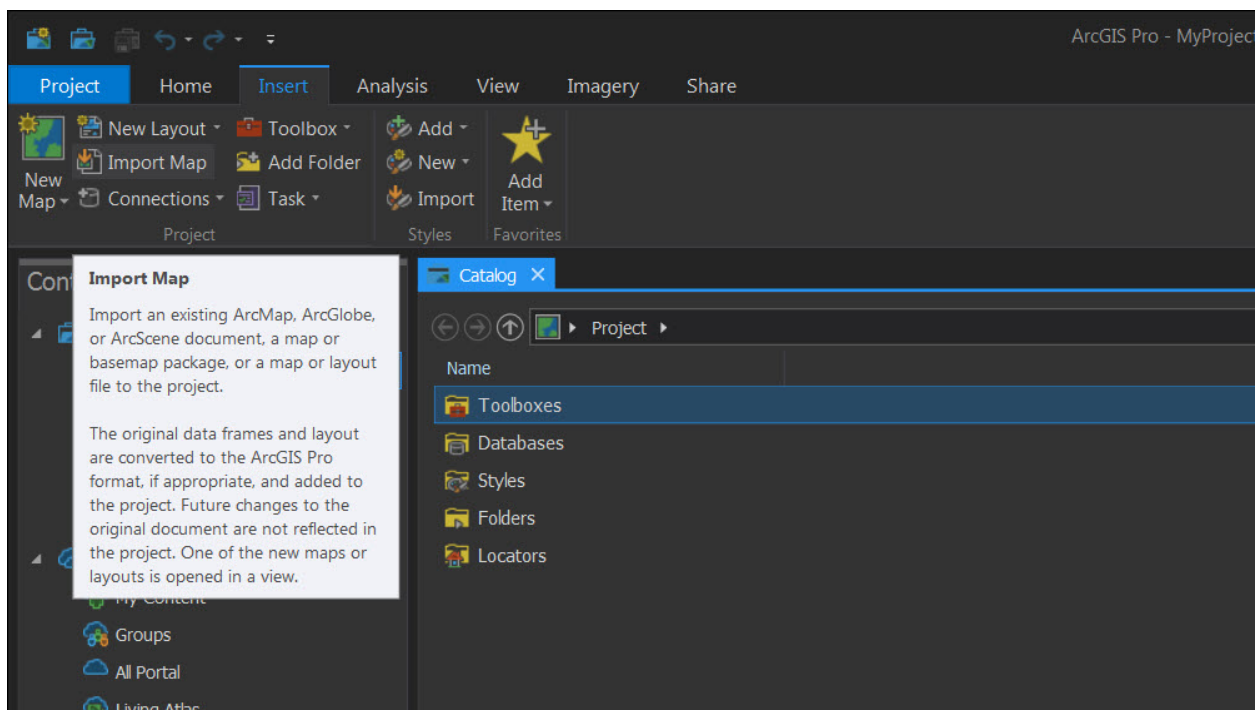 ArcGIS Pro - MyProject
Project Home Insert Analysis View Imagery Share
New Map
New Layout
Import Map
Connections
Toolbox
Add Folder
Task
Project
Add
New
Import
Styles
Add Item
Favorites
Cont
Import Map
Import an existing ArcMap, ArcGlobe,
or ArcScene document, a map or
basemap package, or a map or layout
file to the project.
The original data frames and layout
are converted to the ArcGIS Pro
format, if appropriate, and added to
the project. Future changes to the
original document are not reflected in
the project. One of the new maps or
layouts is opened in a view.
My Content
Groups
All Portal
Living Atlas
Catalog
Project
Name
Toolboxes
Databases
Styles
Folders
Locators